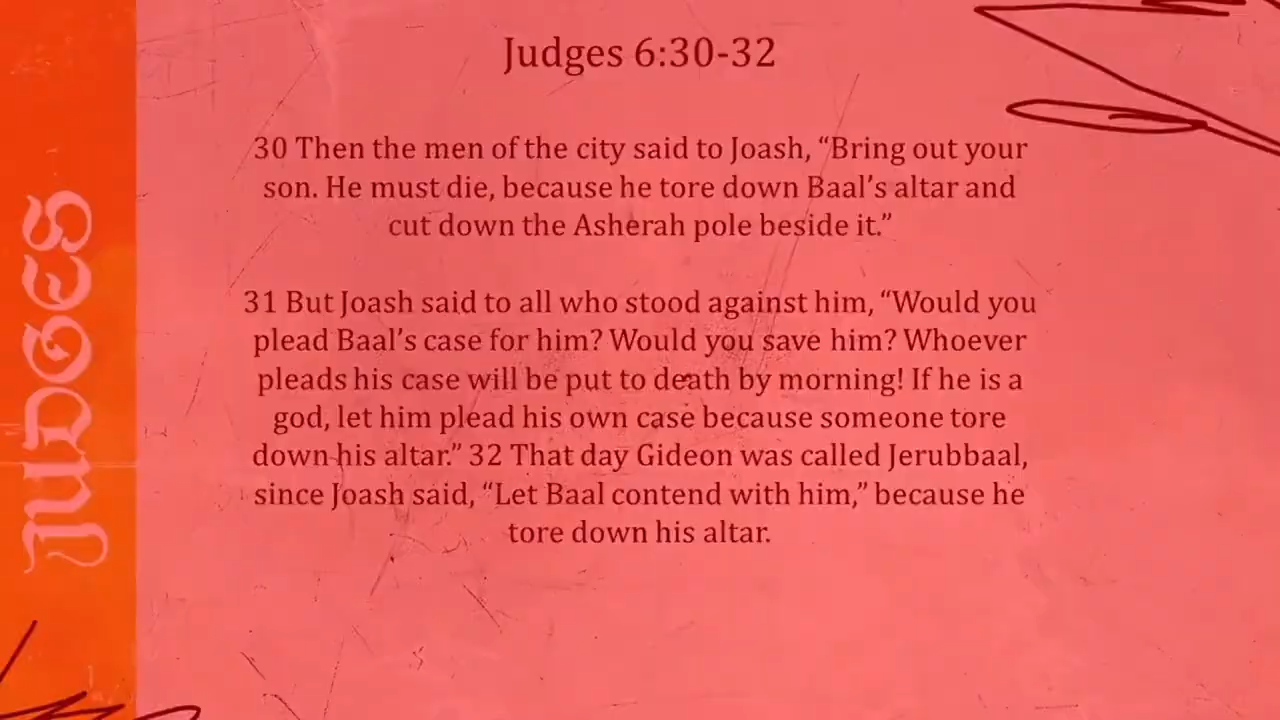 JUDGES
Judges 6:30-32
30 Then the men of the city said to Joash, “Bring out your
son. He must die, because he tore down Baal’s altar and
cut down the Asherah pole beside it.”
31 But Joash said to all who stood against him, “Would you
plead Baal’s case for him? Would you save him? Whoever
pleads his case will be put to death by morning! If he is a
god, let him plead his own case because someone tore
down his altar.” 32 That day Gideon was called Jerubbaal,
since Joash said, “Let Baal contend with him,” because he
tore down his altar.